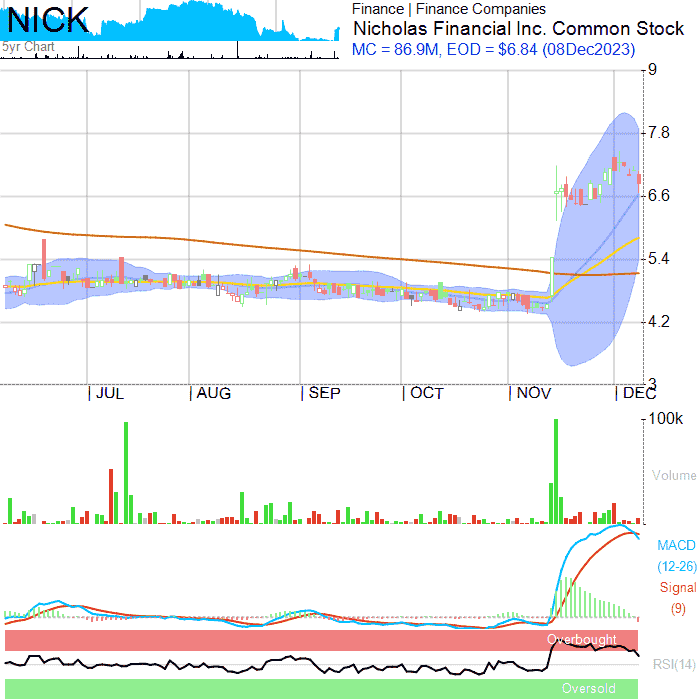 NICK
5yr Chart
Finance | Finance Companies
Nicholas Financial Inc. Common Stock
MC = 86.9M, EOD = $6.84 (08Dec2023)
9
7.8
6.6
5.4
4.2
3
JUL AUG SEP OCT NOV DEC
100k
Volume
MACD
(12-26)
Signal
(9)
Overbought
RSI(14)
Oversold